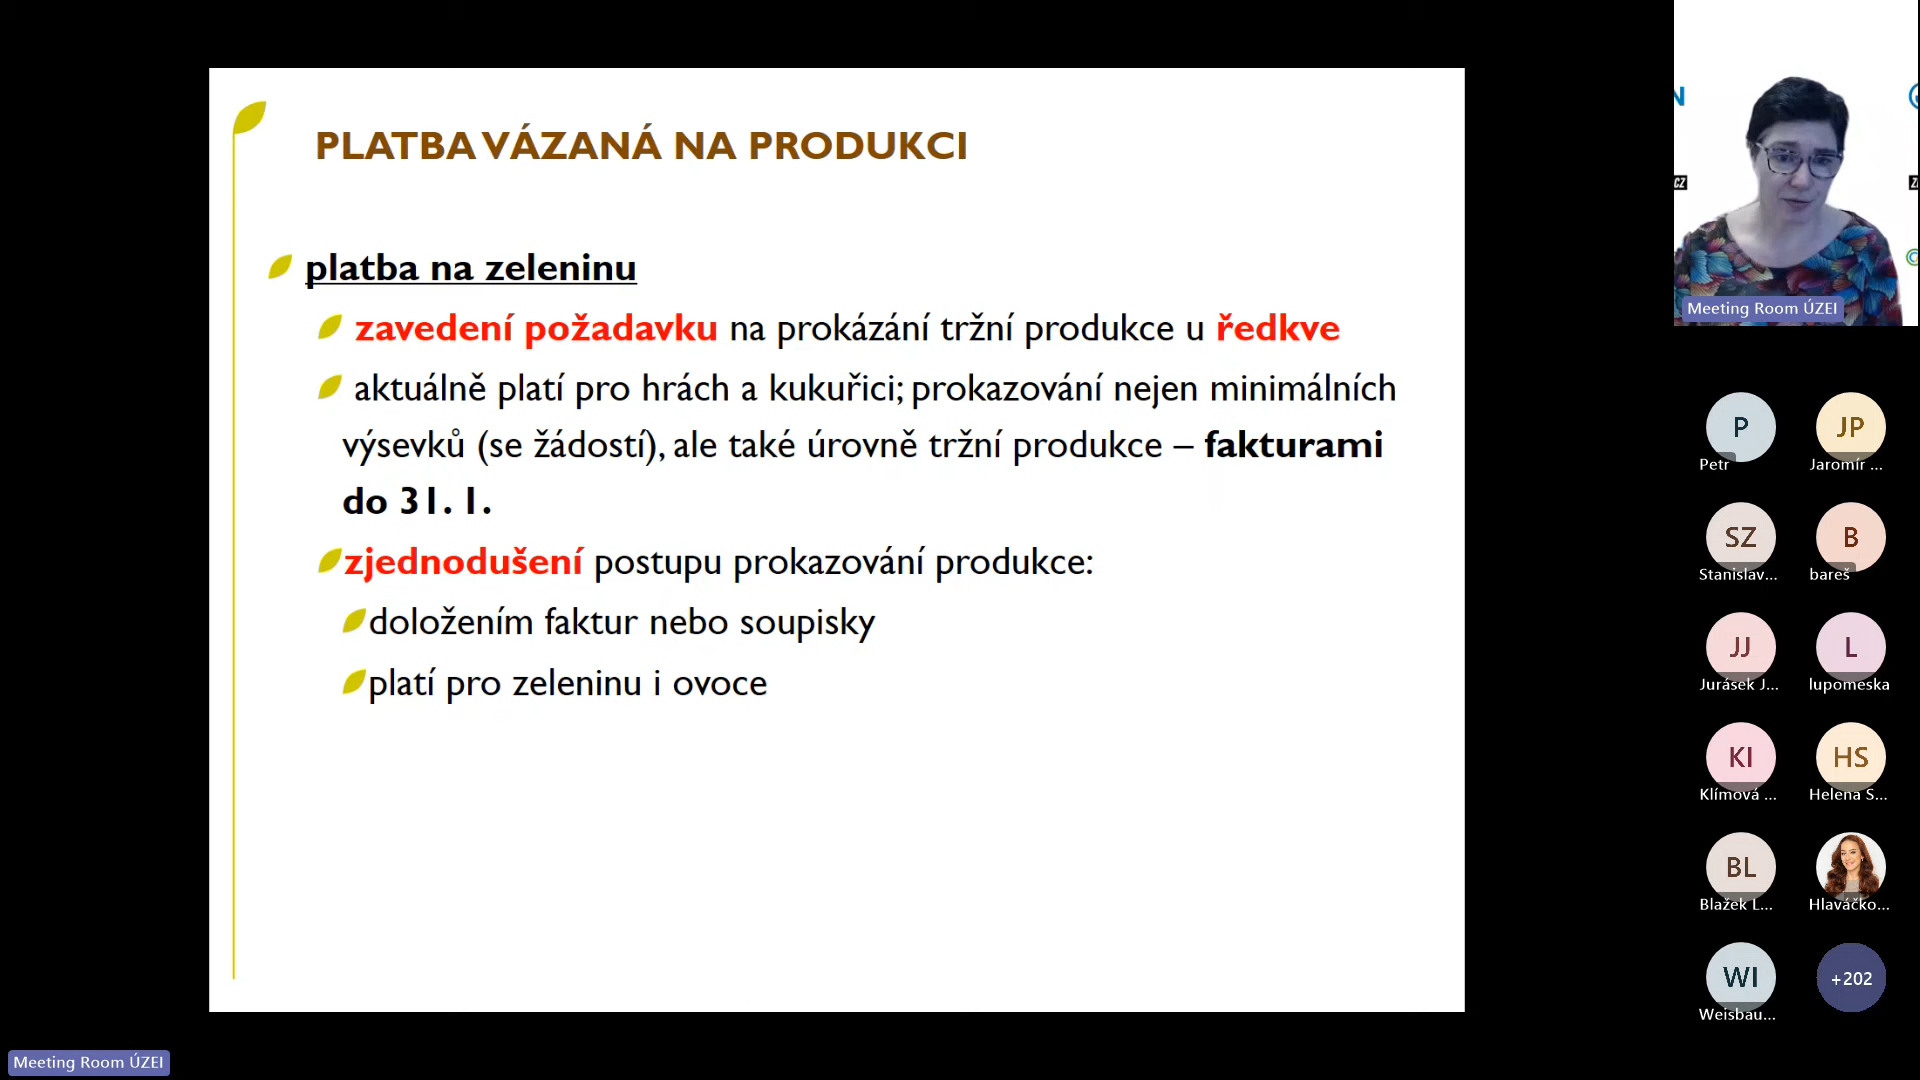 PLATBA VÁZANÁ NA PRODUKCI
platba na zeleninu
zavedení požadavku na prokázání tržní produkce u ředkve
aktuálně platí pro hrách a kukuřici; prokazování nejen minimálních
výsevků (se žádostí), ale také úrovně tržní produkce – fakturami
do 31. 1.
zjednodušení postupu prokazování produkce:
doložením faktur nebo soupisky
platí pro zeleninu i ovoce
N
CZ
Z
Meeting Room ÚZEI
P
JP
Petr
Jaromír ...
SZ
B
Stanislav...
bareš
JJ
L
Jurásek J...
lupomeska
KI
HS
Klímová ...
Helena S...
BL
Blažek L...
Hlaváčko...
WI
+202
Weisbau...
Meeting Room ÚZEI